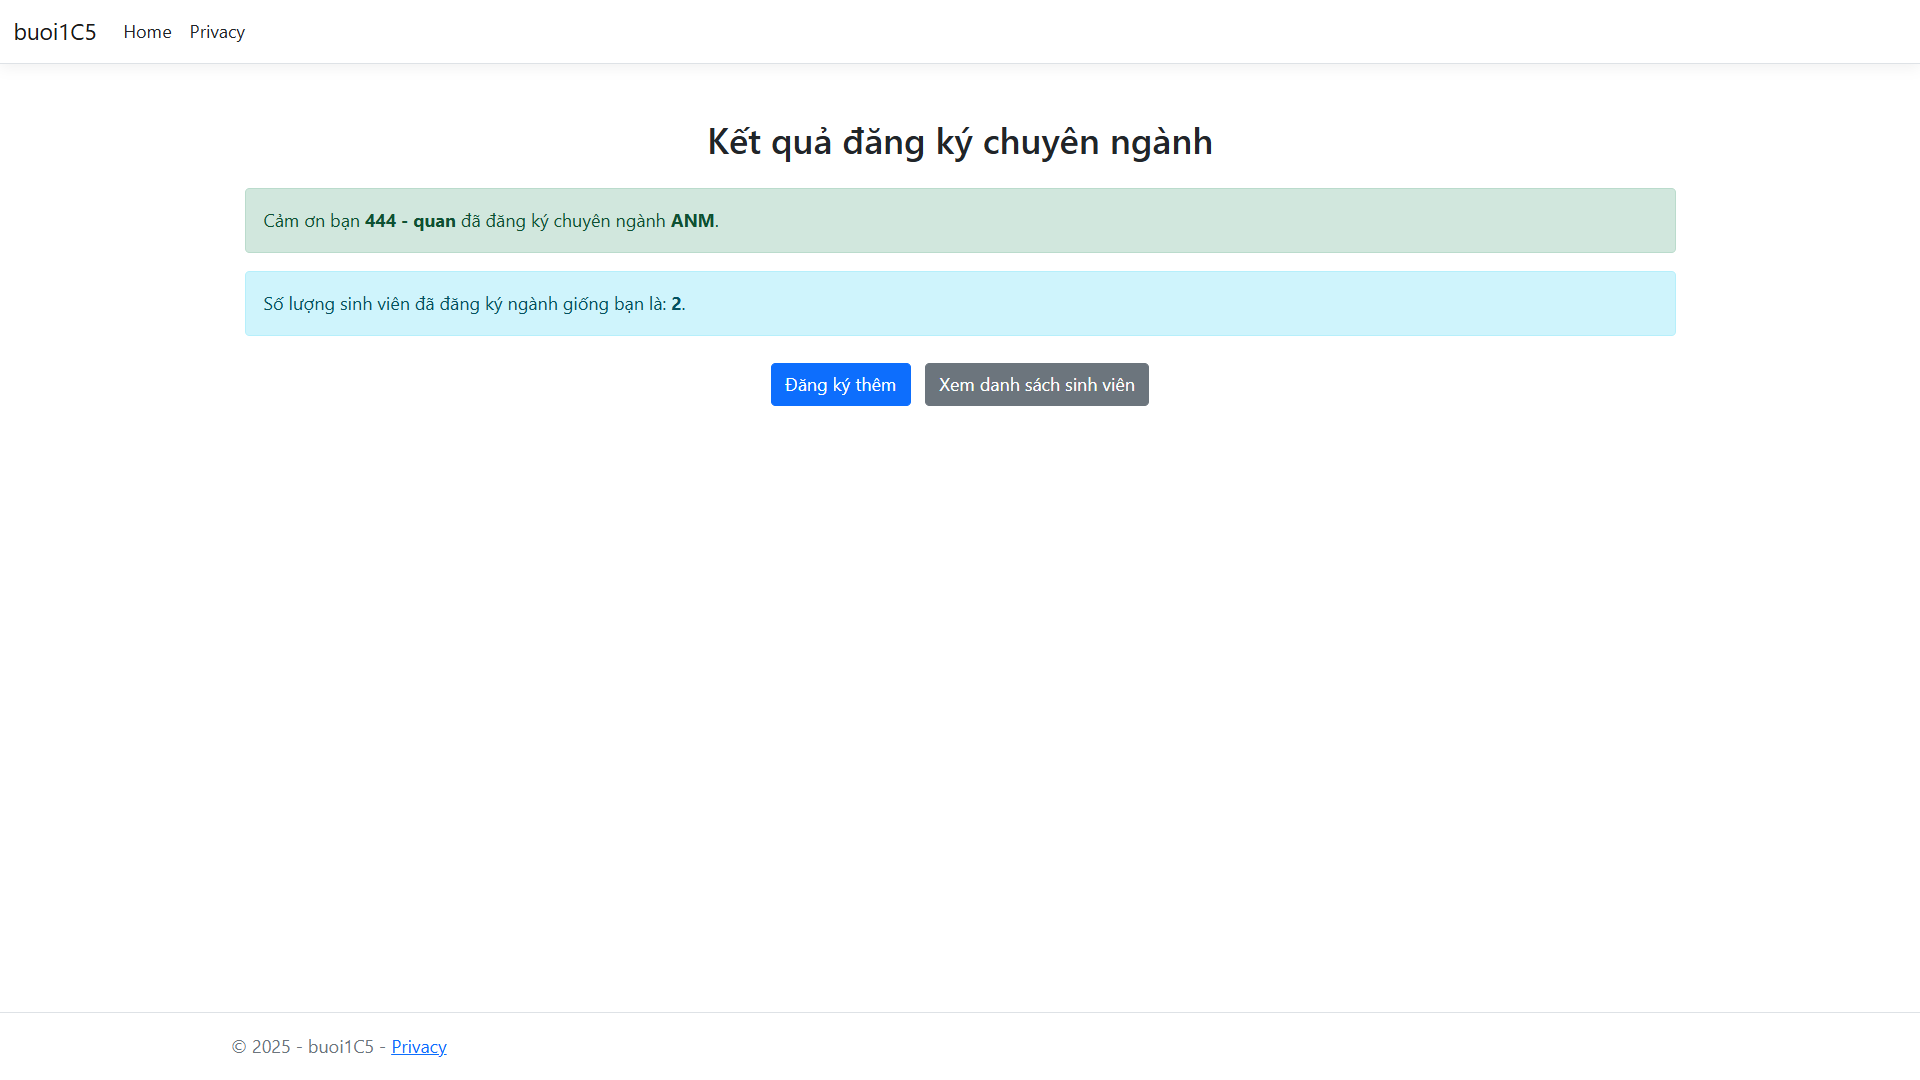 buoi1C5 Home Privacy
Kết quả đăng ký chuyên ngành
Cảm ơn bạn 444 - quan đã đăng ký chuyên ngành ANM.
Số lượng sinh viên đã đăng ký ngành giống bạn là: 2.
Đăng ký thêm Xem danh sách sinh viên
© 2025 - buoi1C5 - Privacy